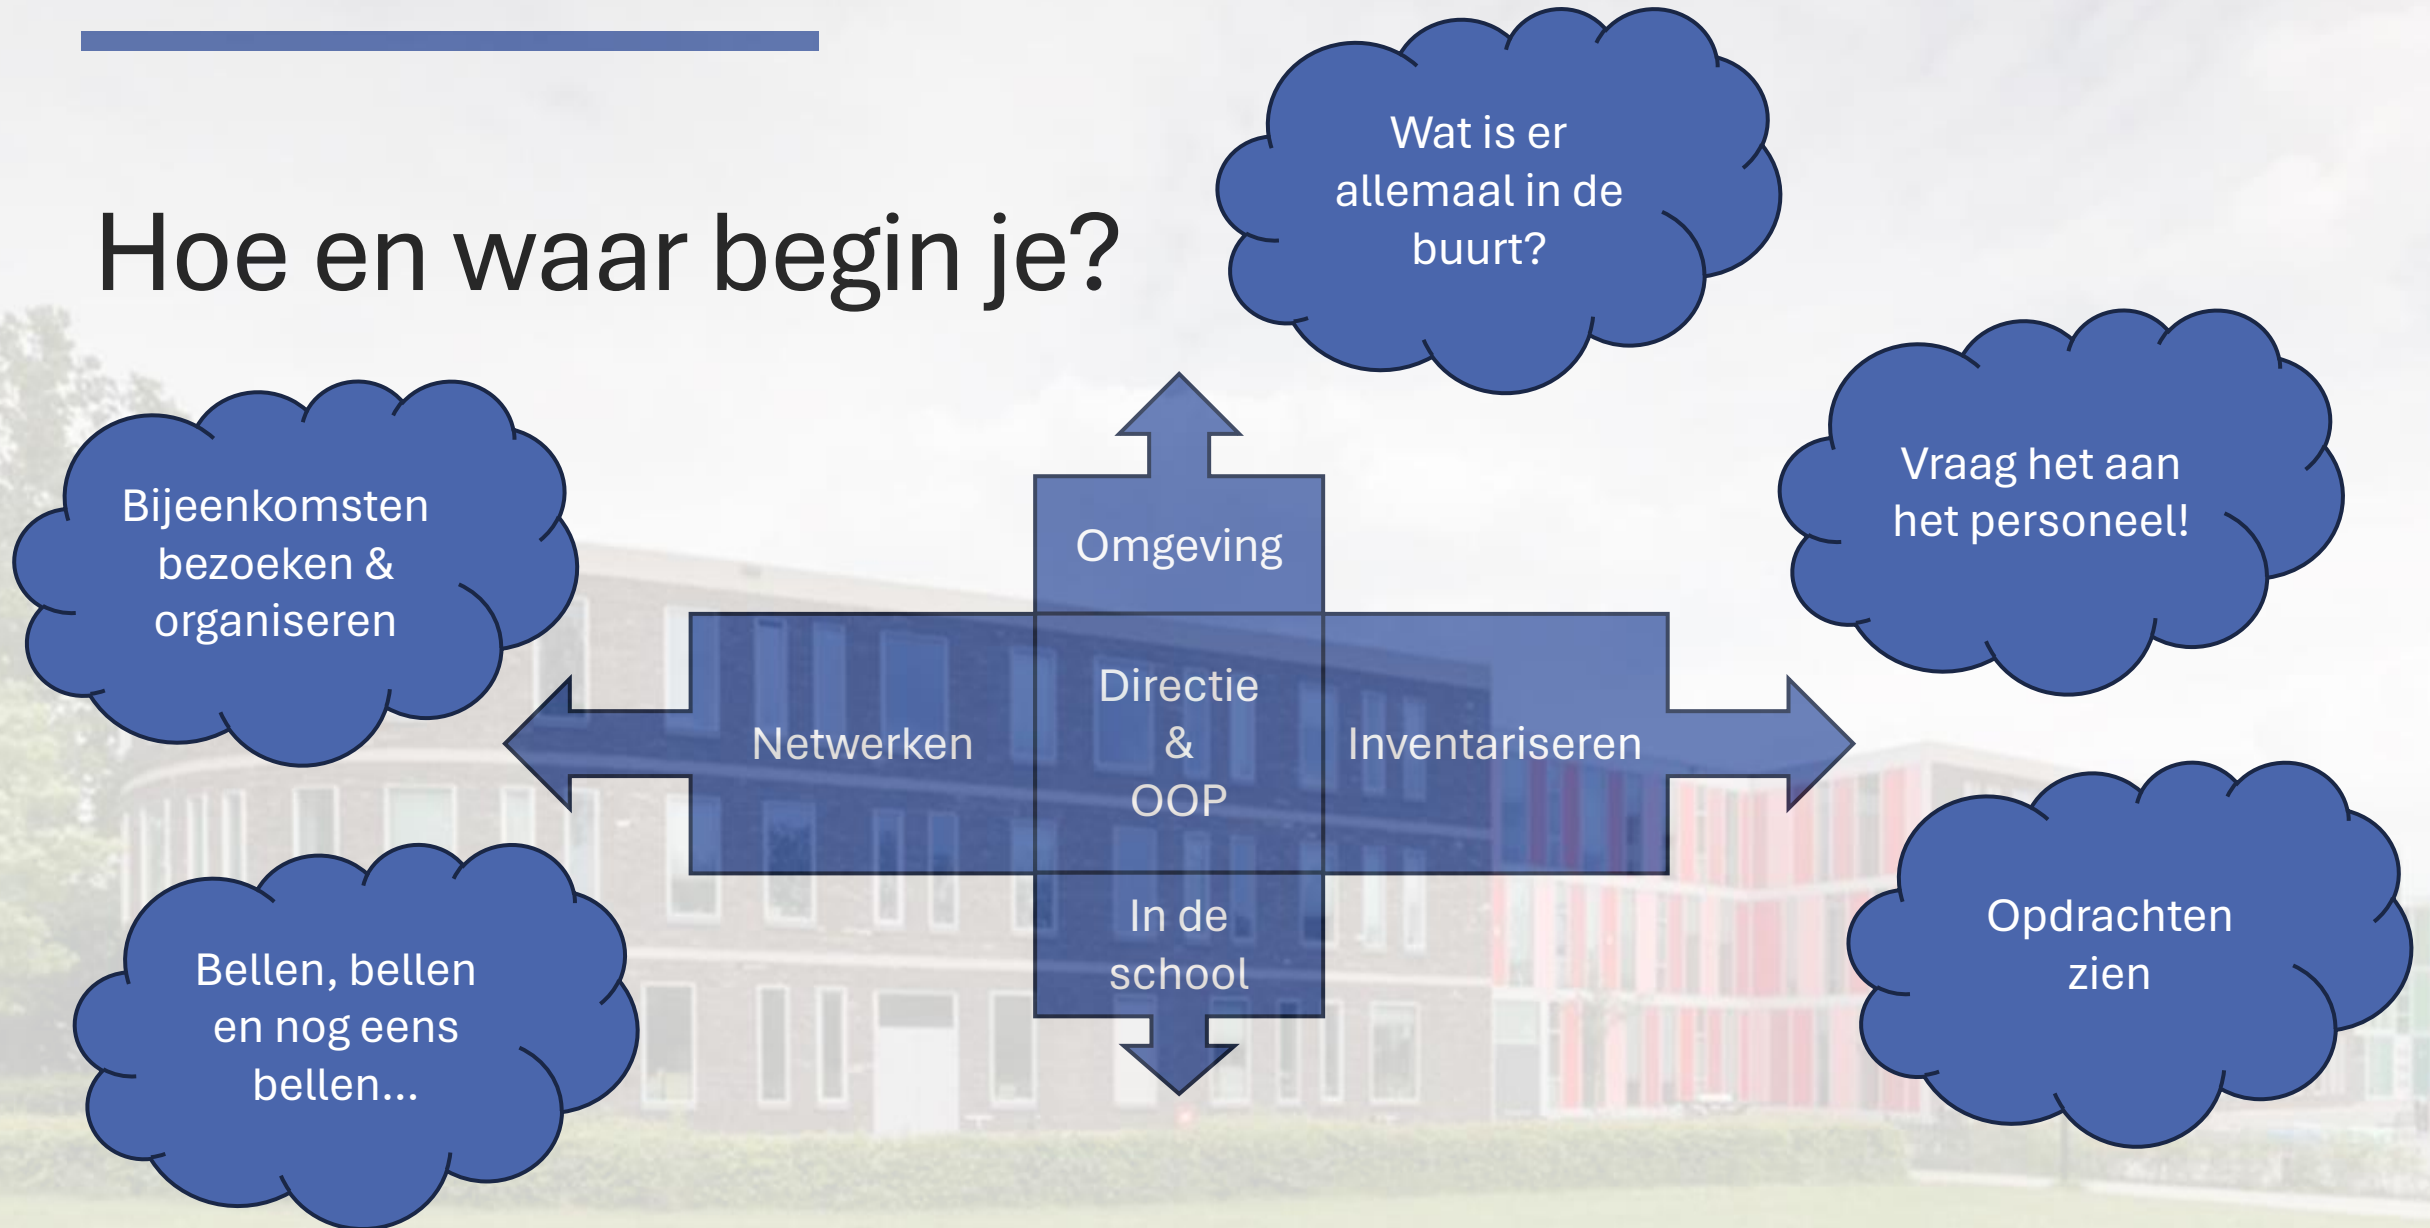 Hoe en waar begin je?
Wat is er
allemaal in de
buurt?
Vraag het aan
het personeel!
Bijeenkomsten
bezoeken &
organiseren
Omgeving
Netwerken
Directie
&
OOP
Inventariseren
In de
school
Opdrachten
zien
Bellen, bellen
en nog eens
bellen...